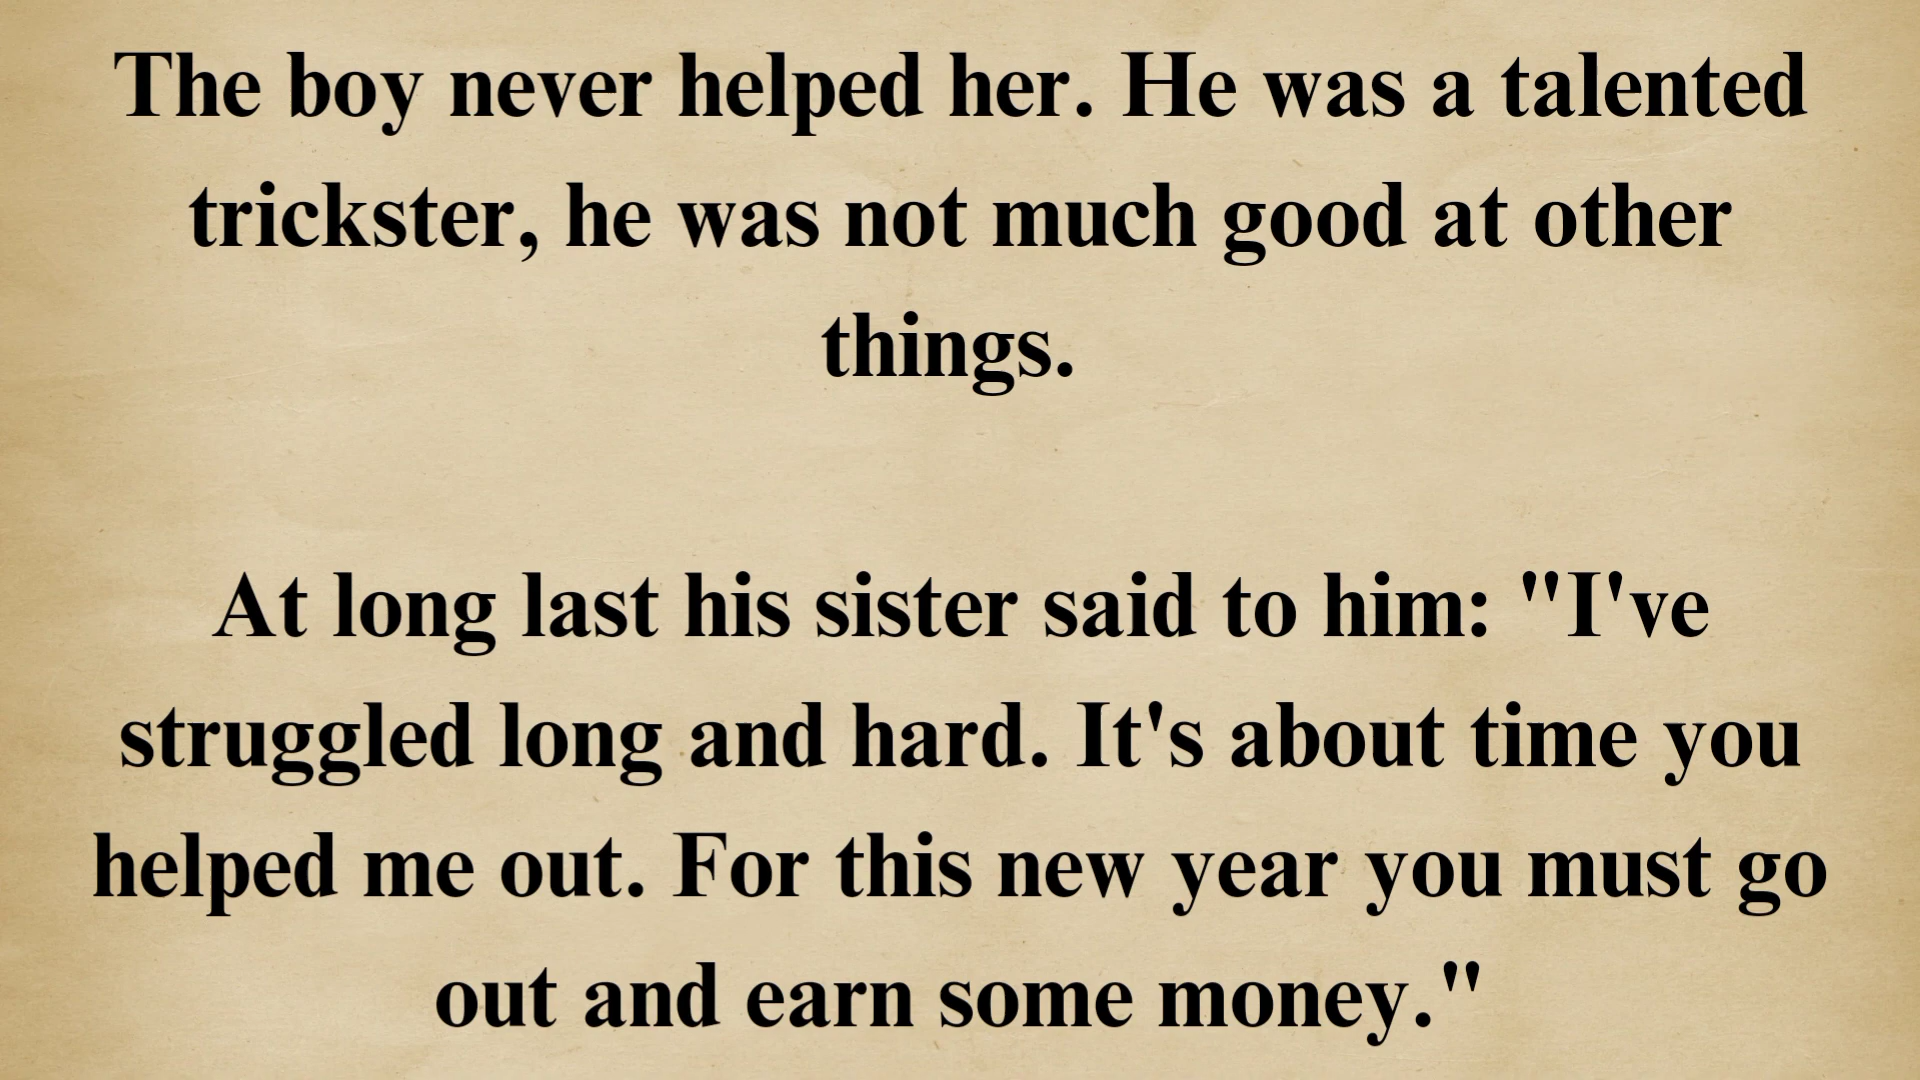 The boy never helped her. He was a talented
trickster, he was not much good at other
things.
At long last his sister said to him: "I've
struggled long and hard. It's about time you
helped me out. For this new year you must go
out and earn some money."